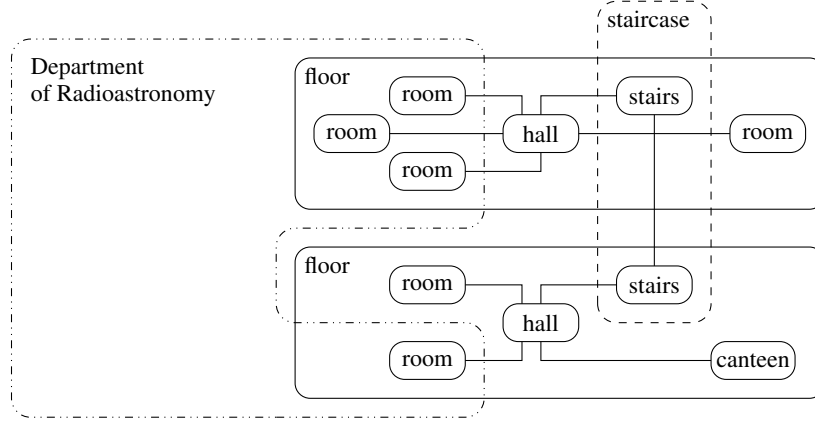 staircase
Department
of Radioastronomy
floor
room
stairs
room
hall
room
room
floor
room
stairs
hall
room
canteen